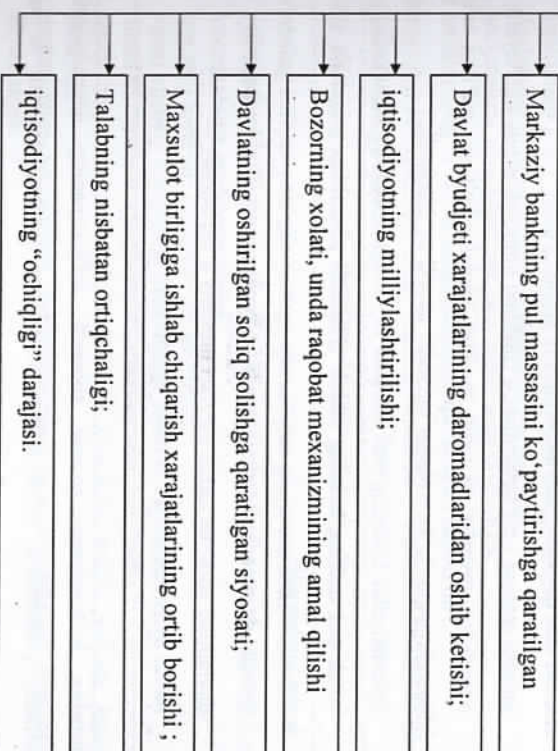 Markaziy bankning pul massasini ko‘paytirishga qaratilgan
Davlat byudjeti xarajatlarining daromadlaridan oshib ketishi;
iqtisodiyotning milliylashtirilishi;
Bozorning xolati, unda raqobat mexanizmining amal qilishi
Davlatning oshirilgan soliq solishga qaratilgan siyosati;
Maxsulot birligiga ishlab chiqarish xarajatlarining ortib borishi ;
Talabning nisbatan ortiqchaligi;
iqtisodiyotning “ochiqligi” darajasi.